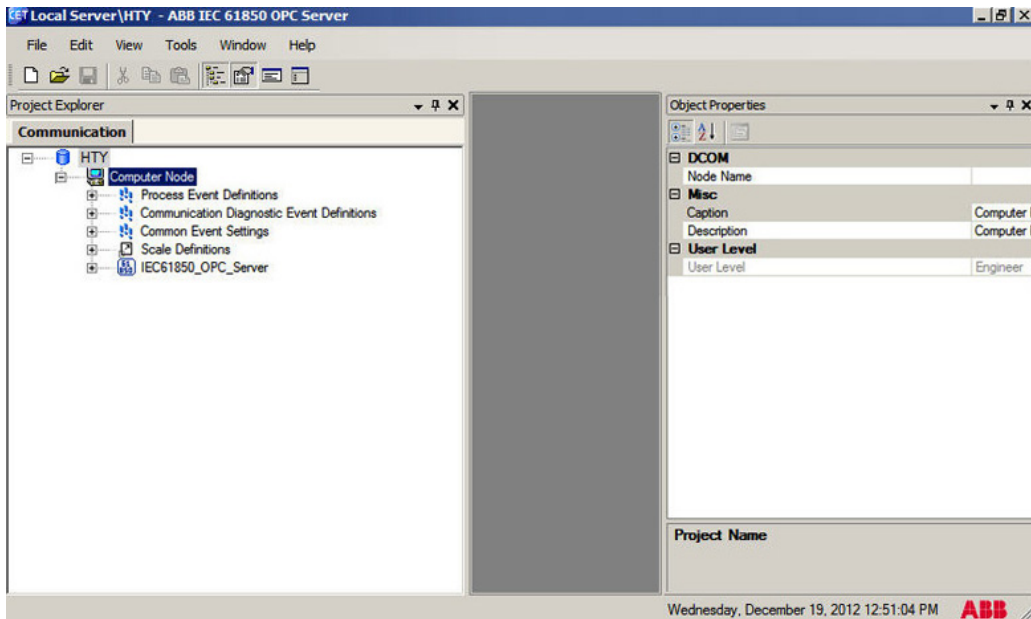 CET Local Server\HTY - ABB IEC 61850 OPC Server
File Edit View Tools Window Help
Project Explorer
Communication
HTY
Computer Node
Process Event Definitions
Communication Diagnostic Event Definitions
Common Event Settings
Scale Definitions
IEC61850_OPC_Server
Object Properties
DCOM
Node Name
Misc
Caption Computer
Description Computer
User Level
User Level Engineer
Project Name
Wednesday, December 19, 2012 12:51:04 PM ABB